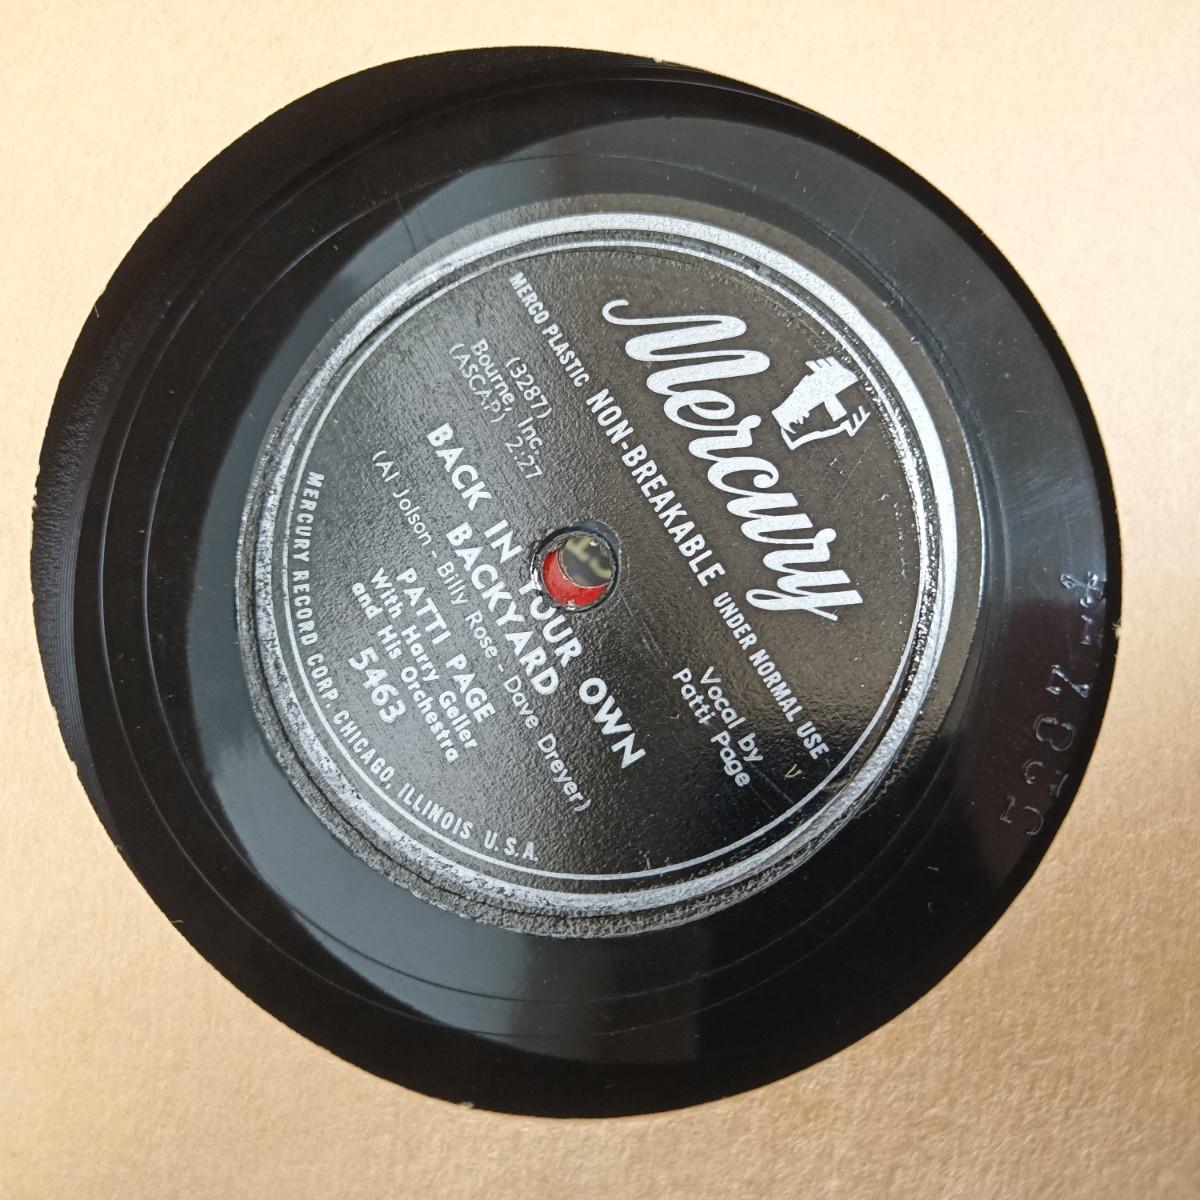 Mercury
MERCO PLASTIC NON-BREAKABLE UNDER NORMAL USE
(3287)
Bourne, Inc.
(ASCAP) 2:27
Vocal by
Patti Page
BACK IN YOUR OWN
BACKYARD
(Al Jolson - Billy Rose - Dave Dreyer)
PATTI PAGE
With Harry Geller
and His Orchestra
5463
MERCURY RECORD CORP. CHICAGO, ILLINOIS U.S.A.